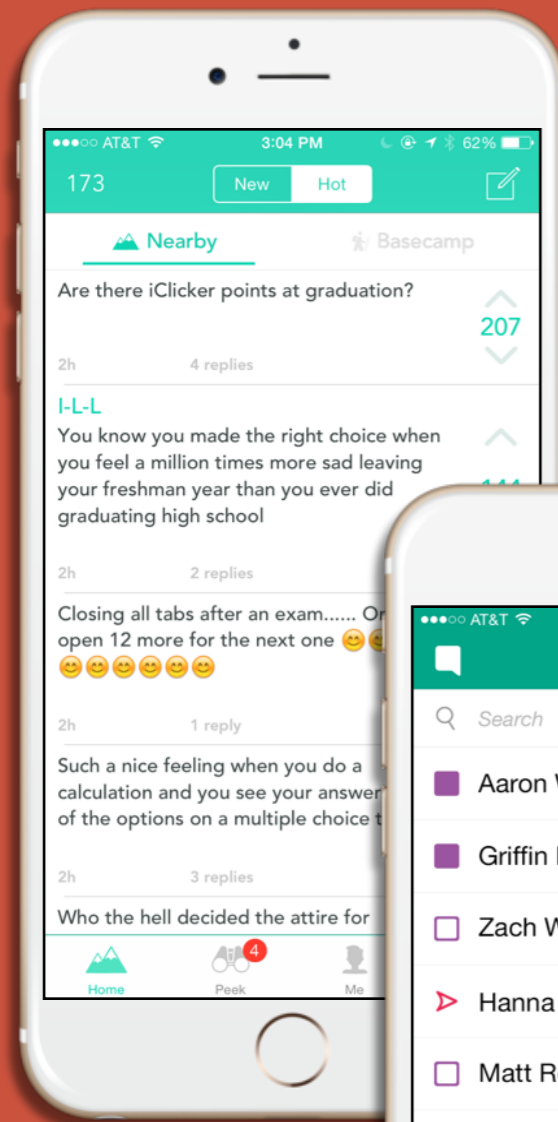 AT&T 3:04 PM 62%
173 New Hot
Nearby Basecamp
Are there iClicker points at graduation?
207
2h 4 replies
I-L-L
You know you made the right choice when
you feel a million times more sad leaving
your freshman year than you ever did
graduating high school
2h 2 replies
Closing all tabs after an exam......
open 12 more for the next one 😊
😊😊😊😊😊😊
2h 1 reply
Such a nice feeling when you do a
calculation and you see your answer
of the options on a multiple choice
2h 3 replies
Who the hell decided the attire for
4
Home Peek Me
AT&T
Search
Aaron
Griffin
Zach
Hanna
Matt